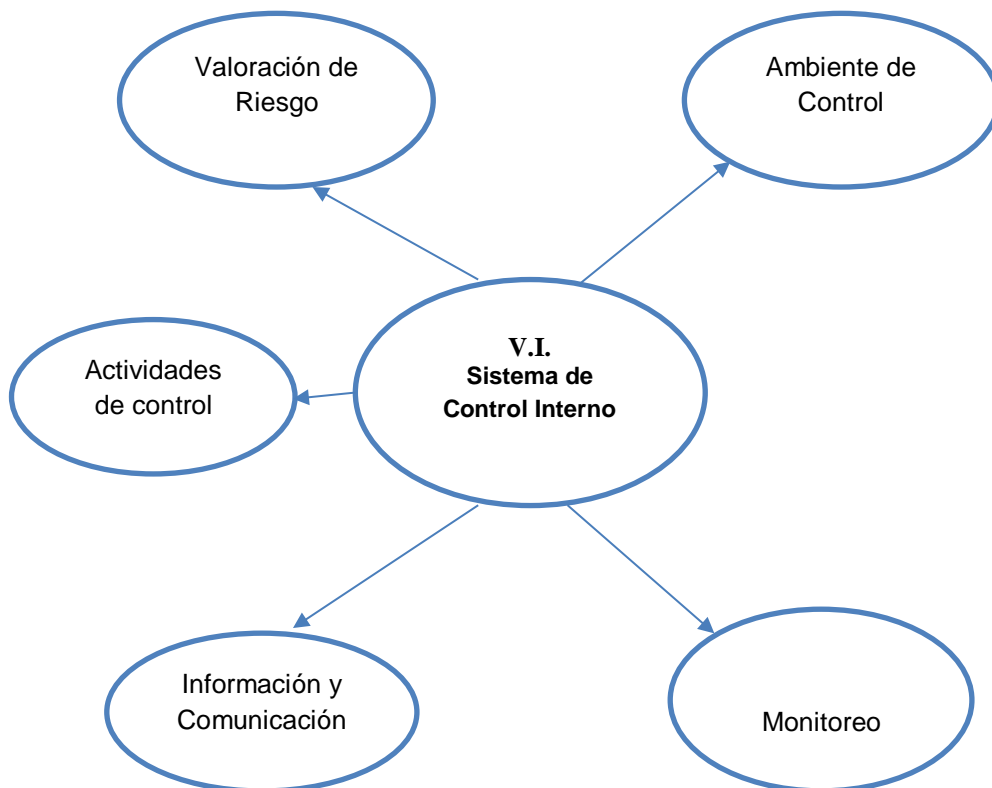 Valoración de
Riesgo
Ambiente de
Control
V.I.
Sistema de
Control Interno
Actividades
de control
Información y
Comunicación
Monitoreo